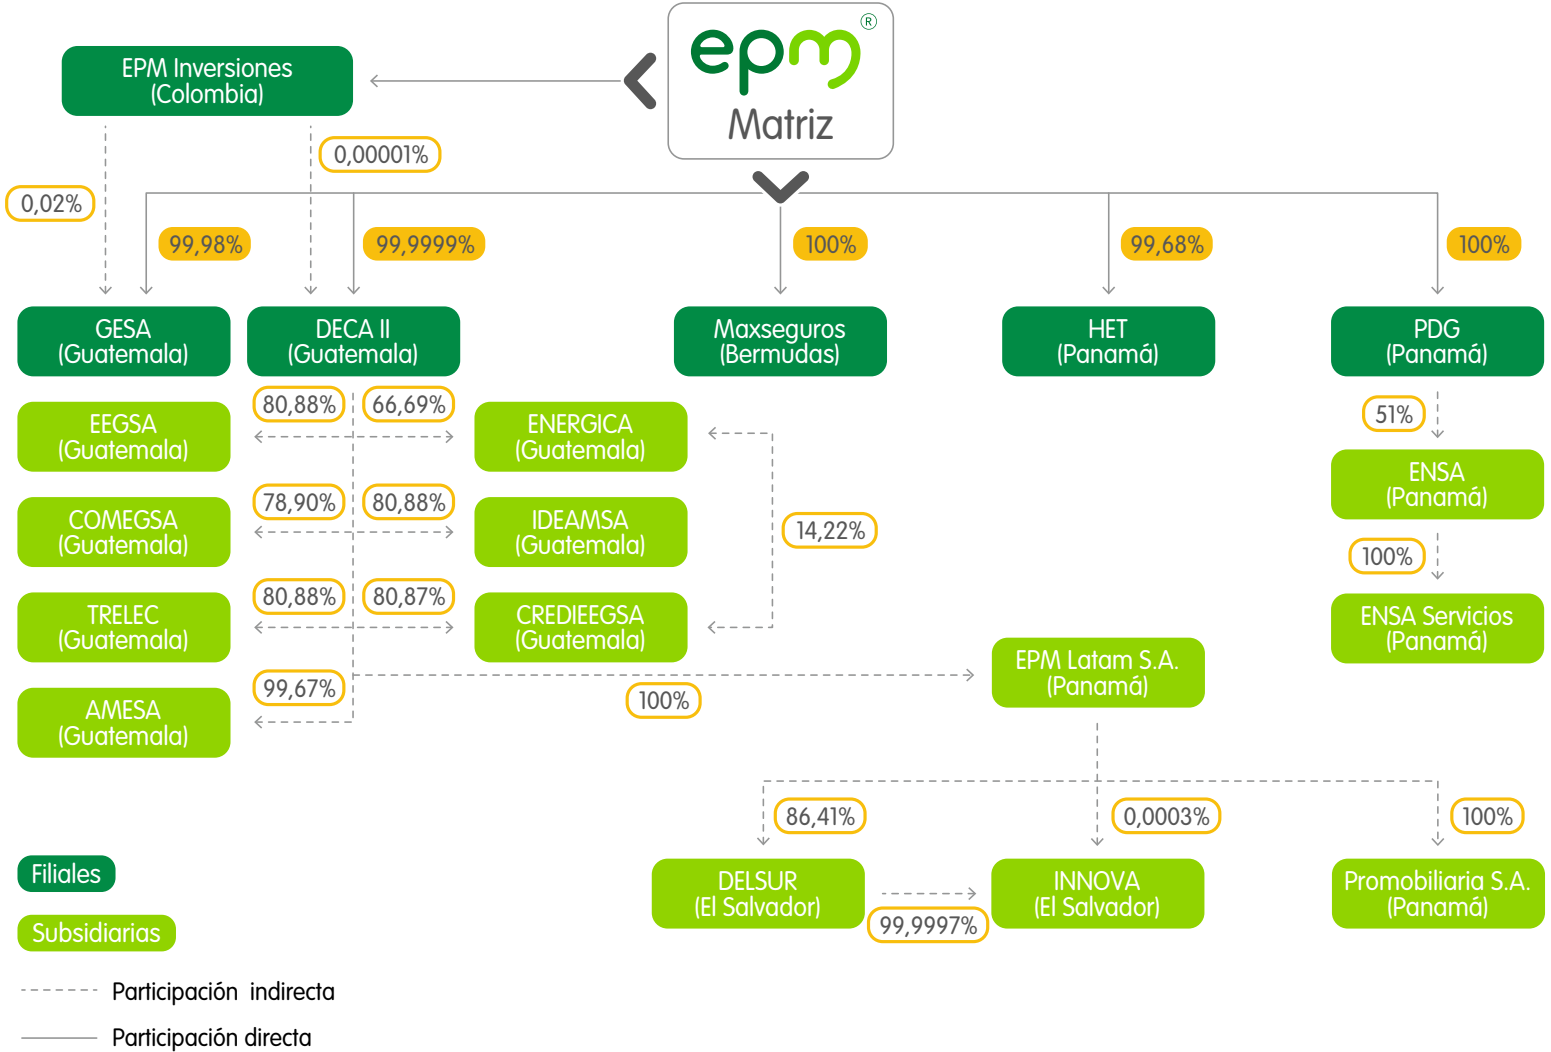 epm®
Matriz
EPM Inversiones
(Colombia)
0,00001%
0,02%
99,98%
99,9999%
100%
99,68%
100%
GESA
(Guatemala)
DECA II
(Guatemala)
Maxseguros
(Bermudas)
HET
(Panamá)
PDG
(Panamá)
80,88%
66,69%
51%
EEGSA
(Guatemala)
ENERGICA
(Guatemala)
ENSA
(Panamá)
78,90%
80,88%
14,22%
COMEGSA
(Guatemala)
IDEAMSA
(Guatemala)
100%
80,88%
80,87%
TRELEC
(Guatemala)
CREDIEEGSA
(Guatemala)
ENSA Servicios
(Panamá)
EPM Latam S.A.
(Panamá)
99,67%
100%
AMESA
(Guatemala)
86,41%
0,0003%
100%
DELSUR
(El Salvador)
99,9997%
INNOVA
(El Salvador)
Promobiliaria S.A.
(Panamá)
Filiales
Subsidiarias
Participación indirecta
Participación directa